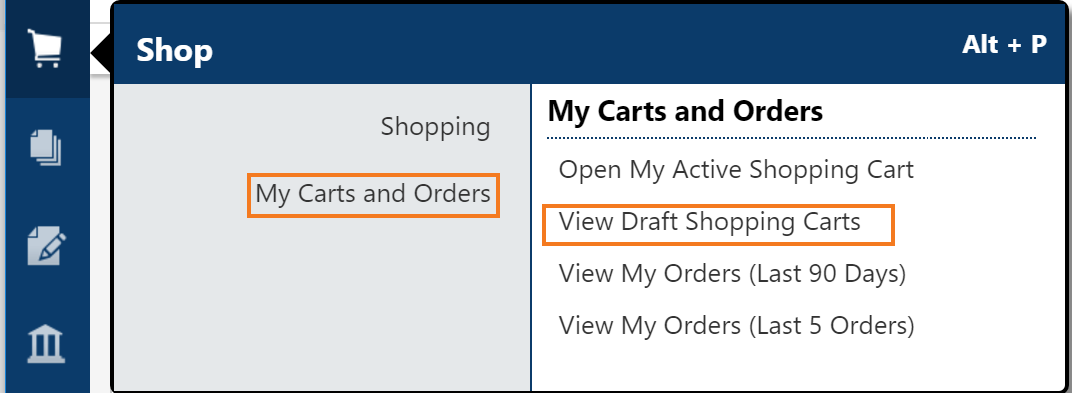 Shop
Alt + P
Shopping
My Carts and Orders
My Carts and Orders
Open My Active Shopping Cart
View Draft Shopping Carts
View My Orders (Last 90 Days)
View My Orders (Last 5 Orders)